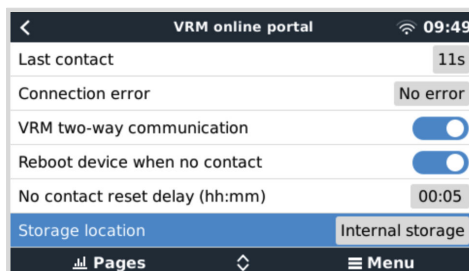 VRM online portal 09:49
Last contact 11s
Connection error No error
VRM two-way communication
Reboot device when no contact
No contact reset delay (hh:mm) 00:05
Storage location Internal storage
Pages Menu